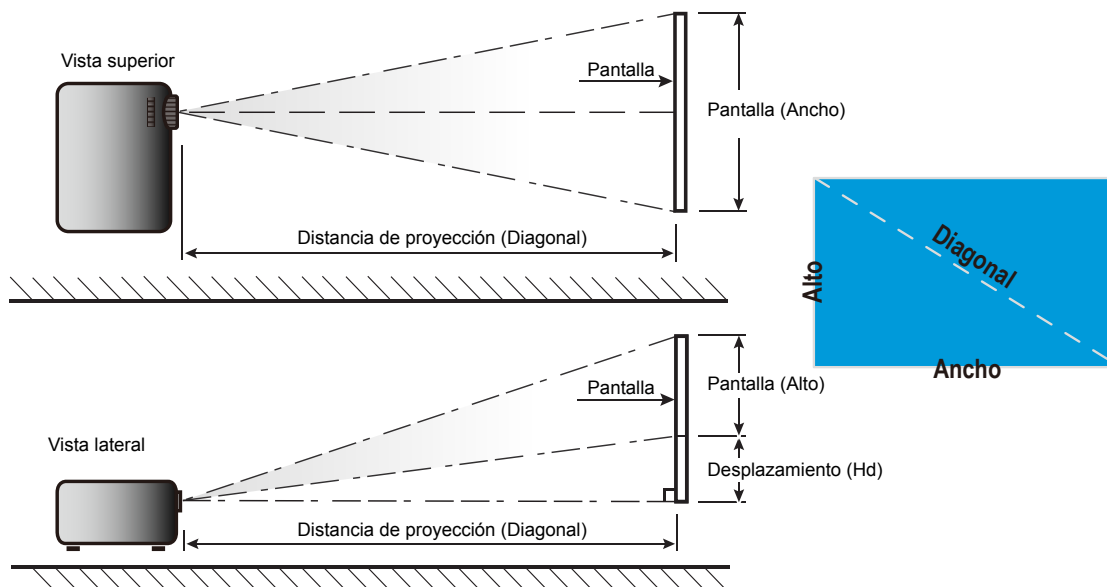 Vista superior
Pantalla
Pantalla (Ancho)
Distancia de proyección (Diagonal)
Alto
Diagonal
Ancho
Vista lateral
Pantalla
Pantalla (Alto)
Desplazamiento (Hd)
Distancia de proyección (Diagonal)